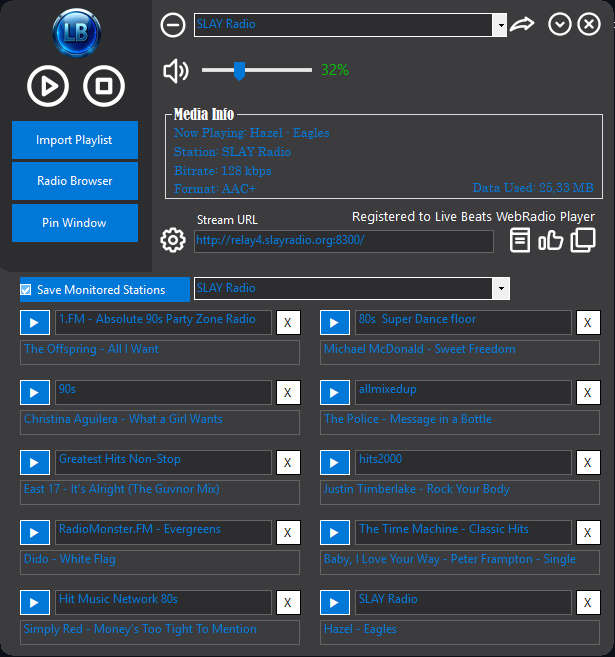 LB
SLAY Radio
32%
Import Playlist
Radio Browser
Pin Window
Media Info
Now Playing: Hazel - Eagles
Station: SLAY Radio
Bitrate: 128 kbps
Format: AAC+
Data Used: 25,33 MB
Stream URL
Registered to Live Beats WebRadio Player
http://relay4.slayradio.org:8300/
Save Monitored Stations
SLAY Radio
1.FM - Absolute 90s Party Zone Radio X
80s  Super Dance floor X
The Offspring - All I Want
Michael McDonald - Sweet Freedom
90s X
allmixedup X
Christina Aguilera - What a Girl Wants
The Police - Message in a Bottle
Greatest Hits Non-Stop X
hits2000 X
East 17 - It's Alright (The Guvnor Mix)
Justin Timberlake - Rock Your Body
RadioMonster.FM - Evergreens X
The Time Machine - Classic Hits X
Dido - White Flag
Baby, I Love Your Way - Peter Frampton - Single
Hit Music Network 80s X
SLAY Radio X
Simply Red - Money's Too Tight To Mention
Hazel - Eagles